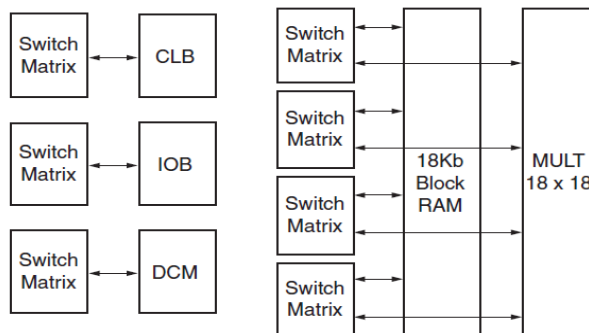 Switch
Matrix
CLB
Switch
Matrix
IOB
Switch
Matrix
DCM
Switch
Matrix
Switch
Matrix
Switch
Matrix
Switch
Matrix
18Kb
Block
RAM
MULT
18 x 18